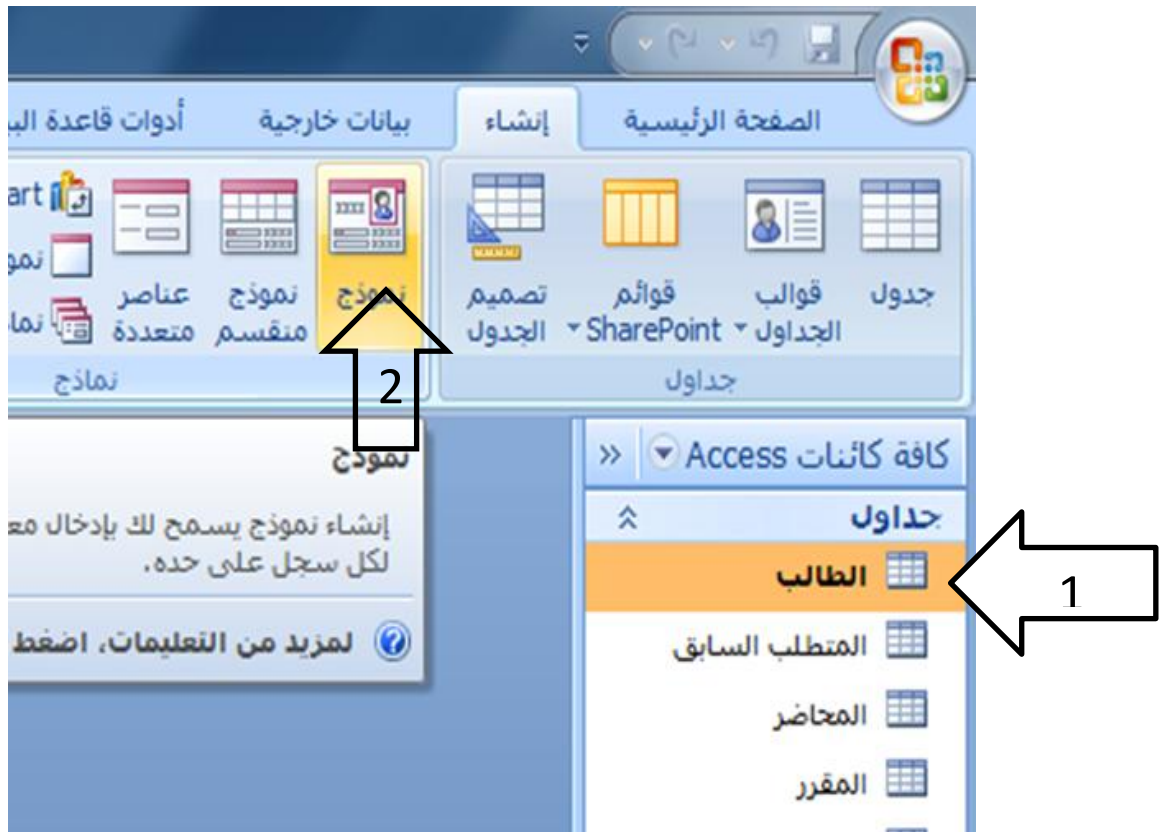 الصفحة الرئيسية
إنشاء
بيانات خارجية
أدوات قاعدة
جدول
قوالب
الجداول
قوائم
SharePoint
تصميم
الجدول
نموذج
نموذج
منقسم
عناصر
متعددة
جداول
نماذج
2
كافة كائنات Access
جداول
الطالب
1
المتطلب السابق
المحاضر
المقرر
نموذج
إنشاء نموذج يسمح لك بإدخال
لكل سجل على حده.
لمزيد من التعليمات، اضغط